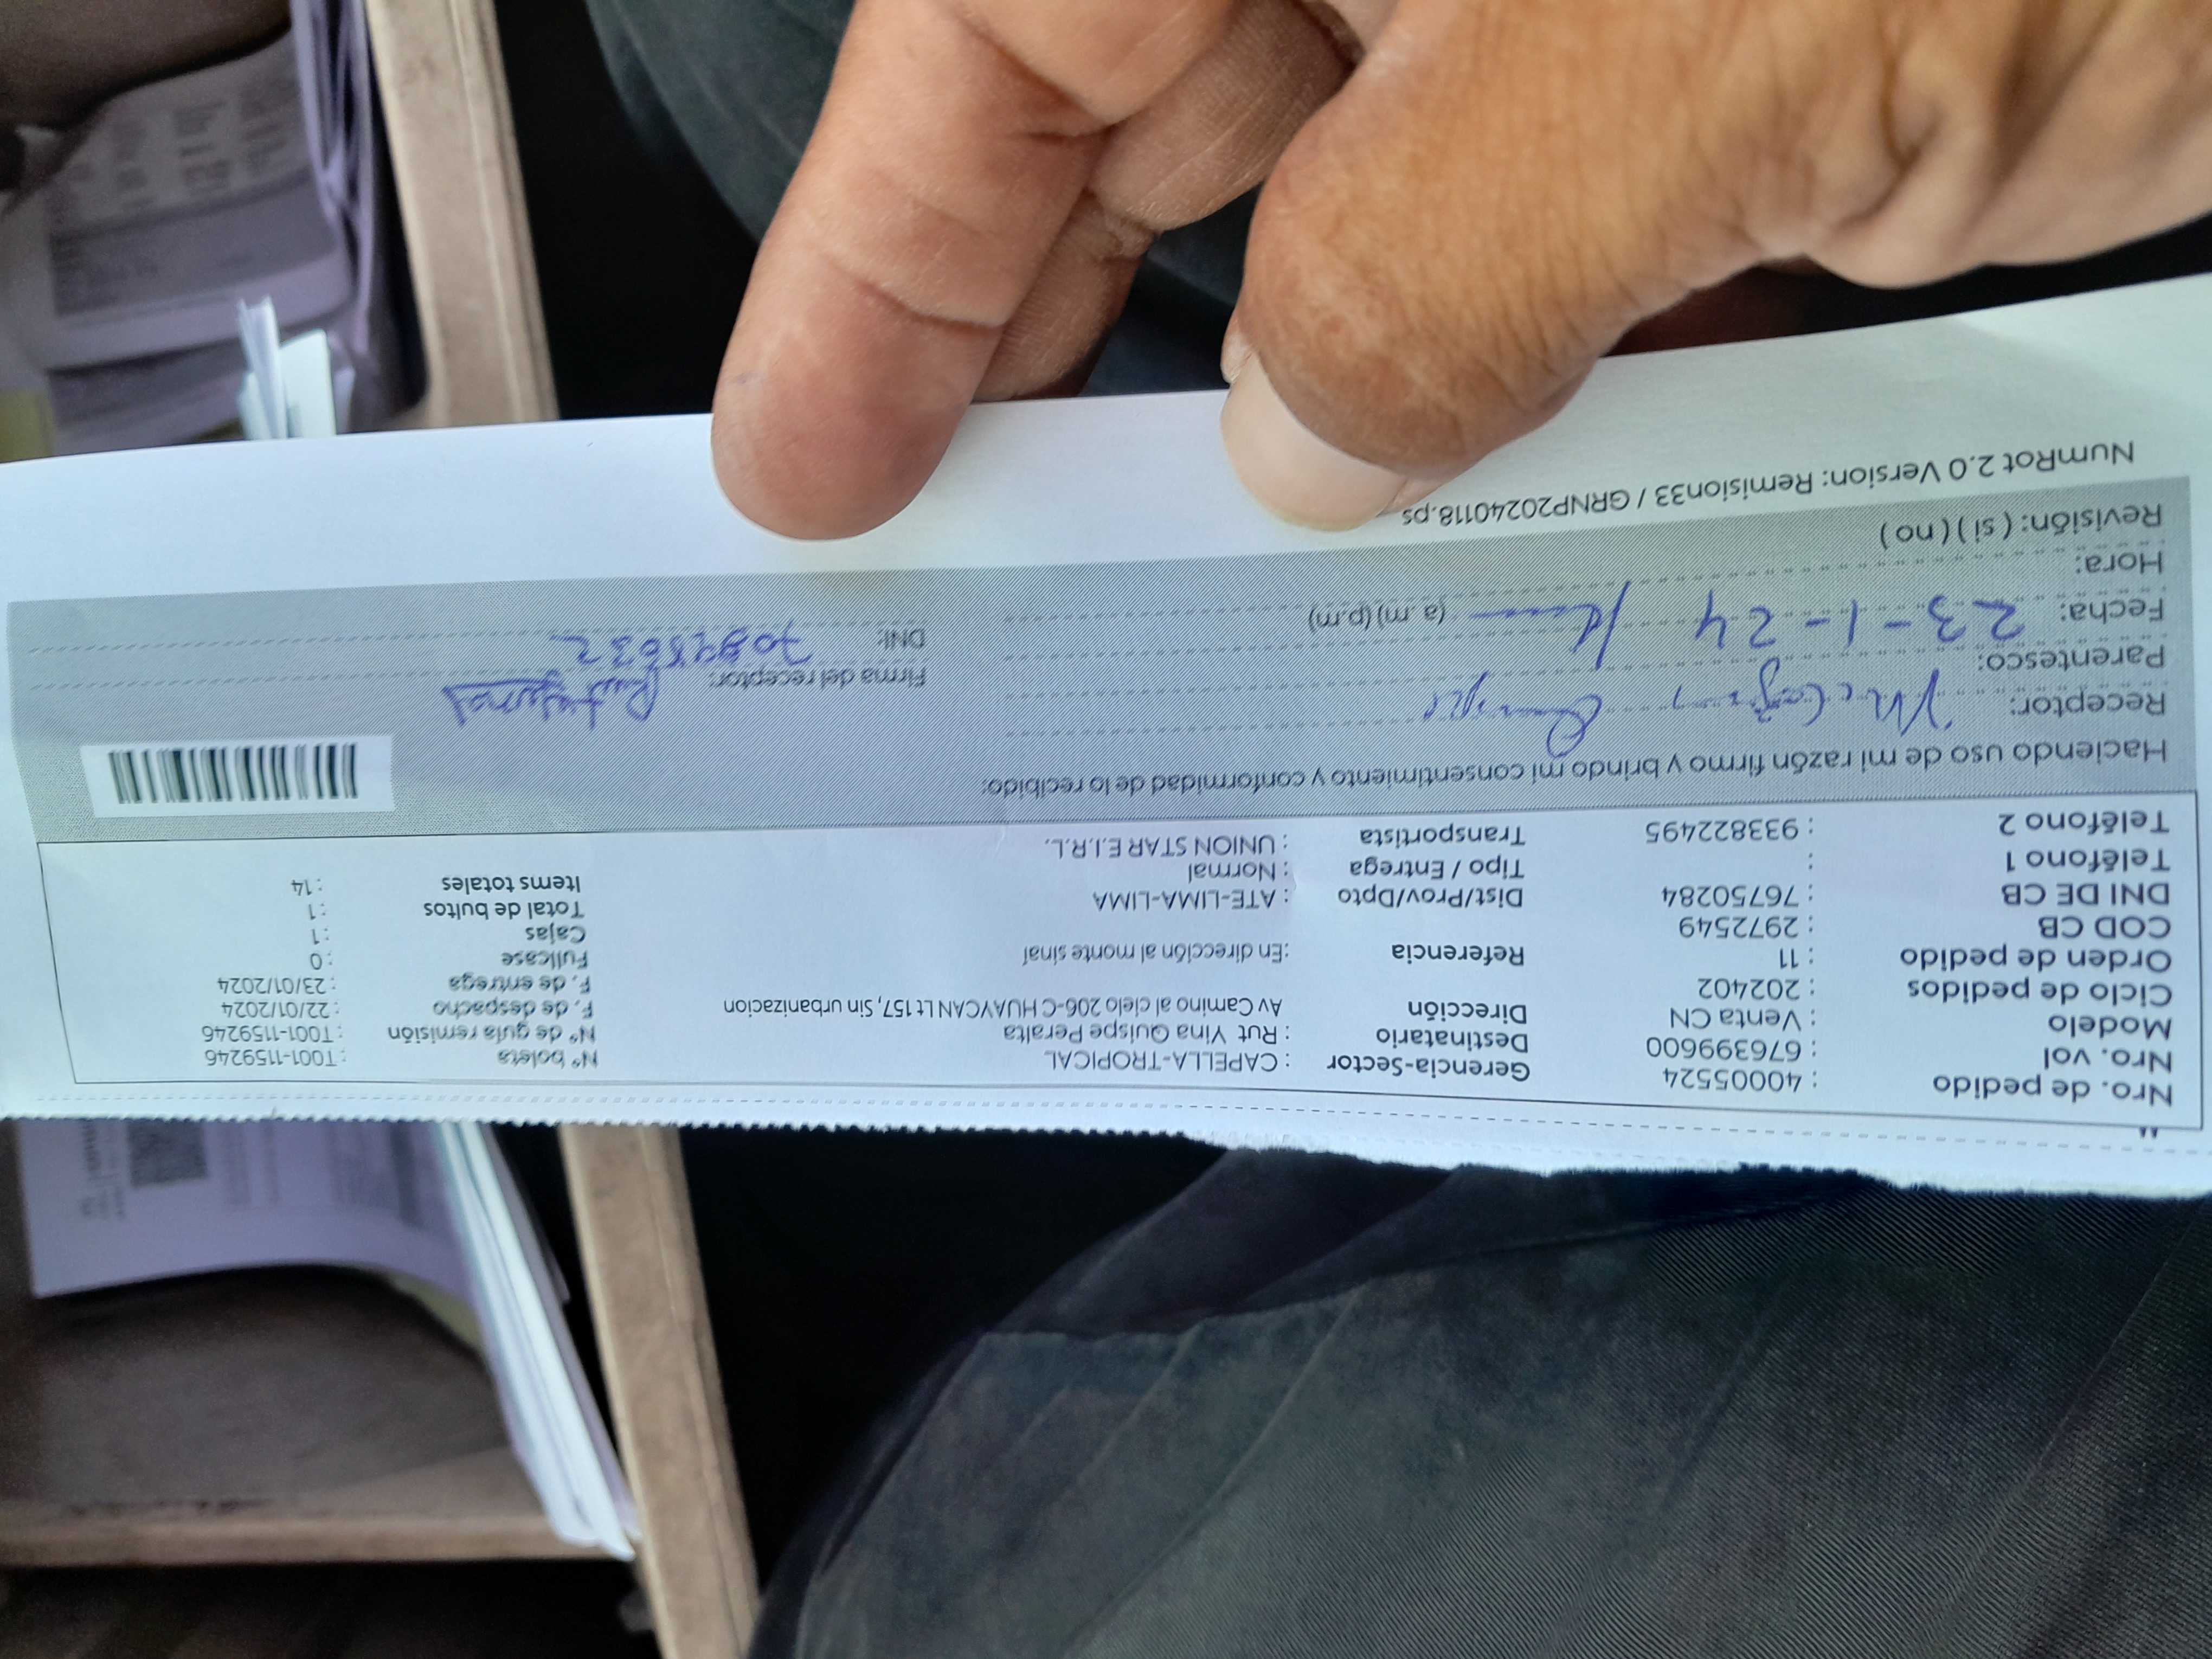 Nro. de pedido : 40005524 Gerencia-Sector : CAPELLA-TROPICAL Nº boleta : T001-1159246
Nro. vol : 676399600 Destinatario : Rut Yina Quispe Peralta Nº de guía remisión : T001-1159246
Modelo : Venta CN Dirección Av Camino al cielo 206-C HUAYCAN Lt 157, Sin urbanizacion F. de despacho : 22/01/2024
Ciclo de pedidos : 202402 F. de entrega : 23/01/2024
Orden de pedido : 11 Referencia :En dirección al monte sinaí Fullcase : 0
COD CB : 2972549 Cajas : 1
DNI DE CB : 76750284 Dist/Prov/Dpto : ATE-LIMA-LIMA Total de bultos : 1
Teléfono 1 : Tipo / Entrega : Normal Items totales : 14
Teléfono 2 : 933822495 Transportista : UNION STAR E.I.R.L.
Haciendo uso de mi razón firmo y brindo mi consentimiento y conformidad de lo recibido:
Receptor: Firma del receptor:
Parentesco: DNI:
Fecha: 23-1-24
Hora: (a.m) (p.m)
Revisión: ( si ) ( no )
NumRot 2.0 Version: Remision33 / GRNP20240118.ps